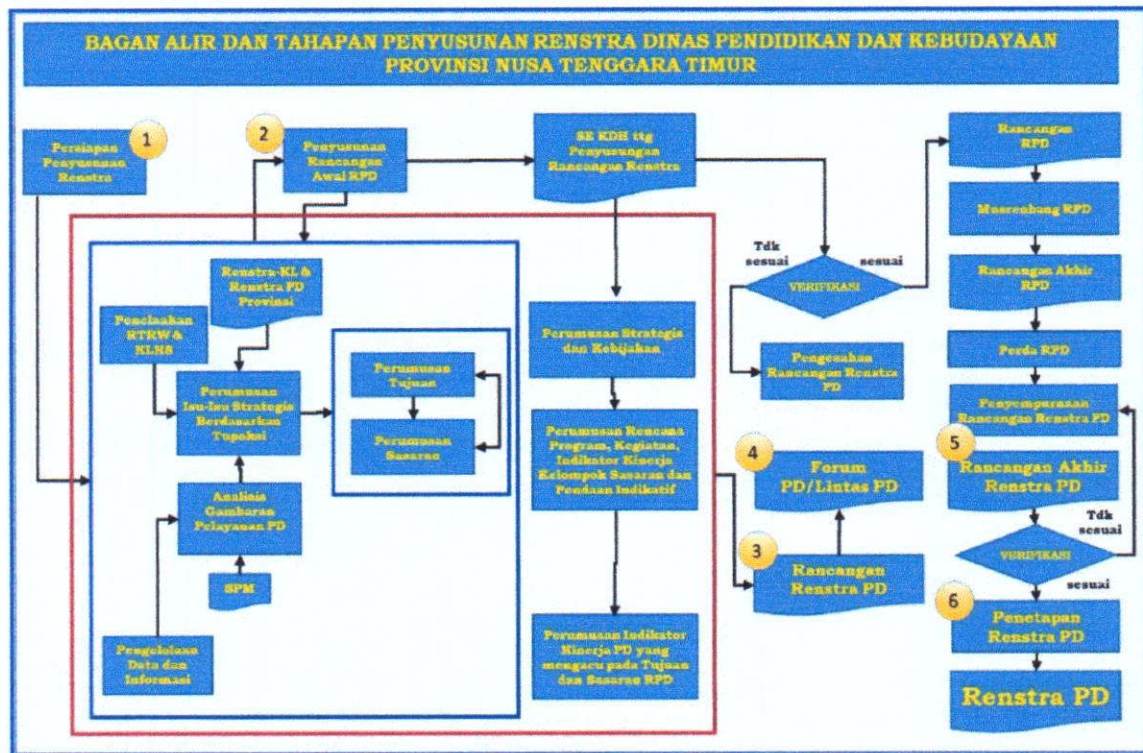 BAGAN ALIR DAN TAHAPAN PENYUSUNAN RENSTRA DINAS PENDIDIKAN DAN KEBUDAYAAN
PROVINSI NUSA TENGGARA TIMUR
1
Persiapan
Penyusunan
Renstra
2
Penyusunan
Rancangan
Awal RPD
SE KDH ttg
Penyusungan
Rancangan Renstra
Rancangan
RPD
Musrenbang RPD
Rancangan Akhir
RPD
Perda RPD
Penyempurnaan
Rancangan Renstra PD
5
Rancangan Akhir
Renstra PD
Tdk
sesuai
VERIFIKASI
sesuai
6
Penetapan
Renstra PD
Renstra PD
Tdk
sesuai
sesuai
VERIFIKASI
Pengesahan
Rancangan Renstra
PD
4
Forum
PD/Lintas PD
3
Rancangan
Renstra PD
Renstra-KL &
Renstra PD
Provinsi
Penelaahan
RTRW &
KLHS
Perumusan
Isu-Isu Strategis
Berdasarkan
Tupoksi
Perumusan
Tujuan
Perumusan
Sasaran
Analisis
Gambaran
Pelayanan PD
SPM
Pengelolaan
Data dan
Informasi
Perumusan Strategis
dan Kebijakan
Perumusan Rencana
Program, Kegiatan,
Indikator Kinerja
Kelompok Sasaran dan
Pendaan Indikatif
Perumusan Indikator
Kinerja PD yang
mengacu pada Tujuan
dan Sasaran RPD